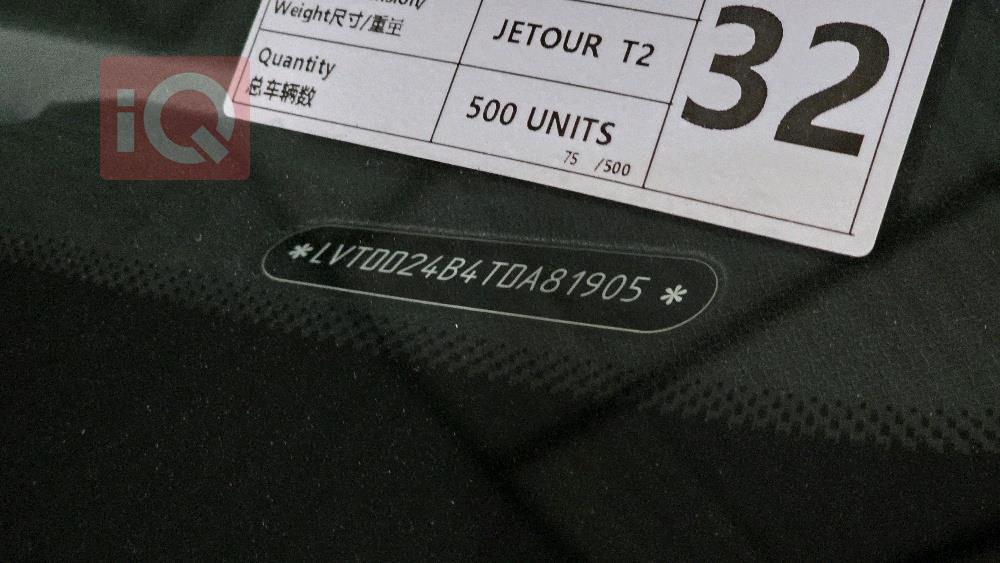 Weight尺寸/重量
JETOUR T2
32
Quantity
总车辆数
500 UNITS
75 /500
iQ
*LVTDD24B4TDA81905*